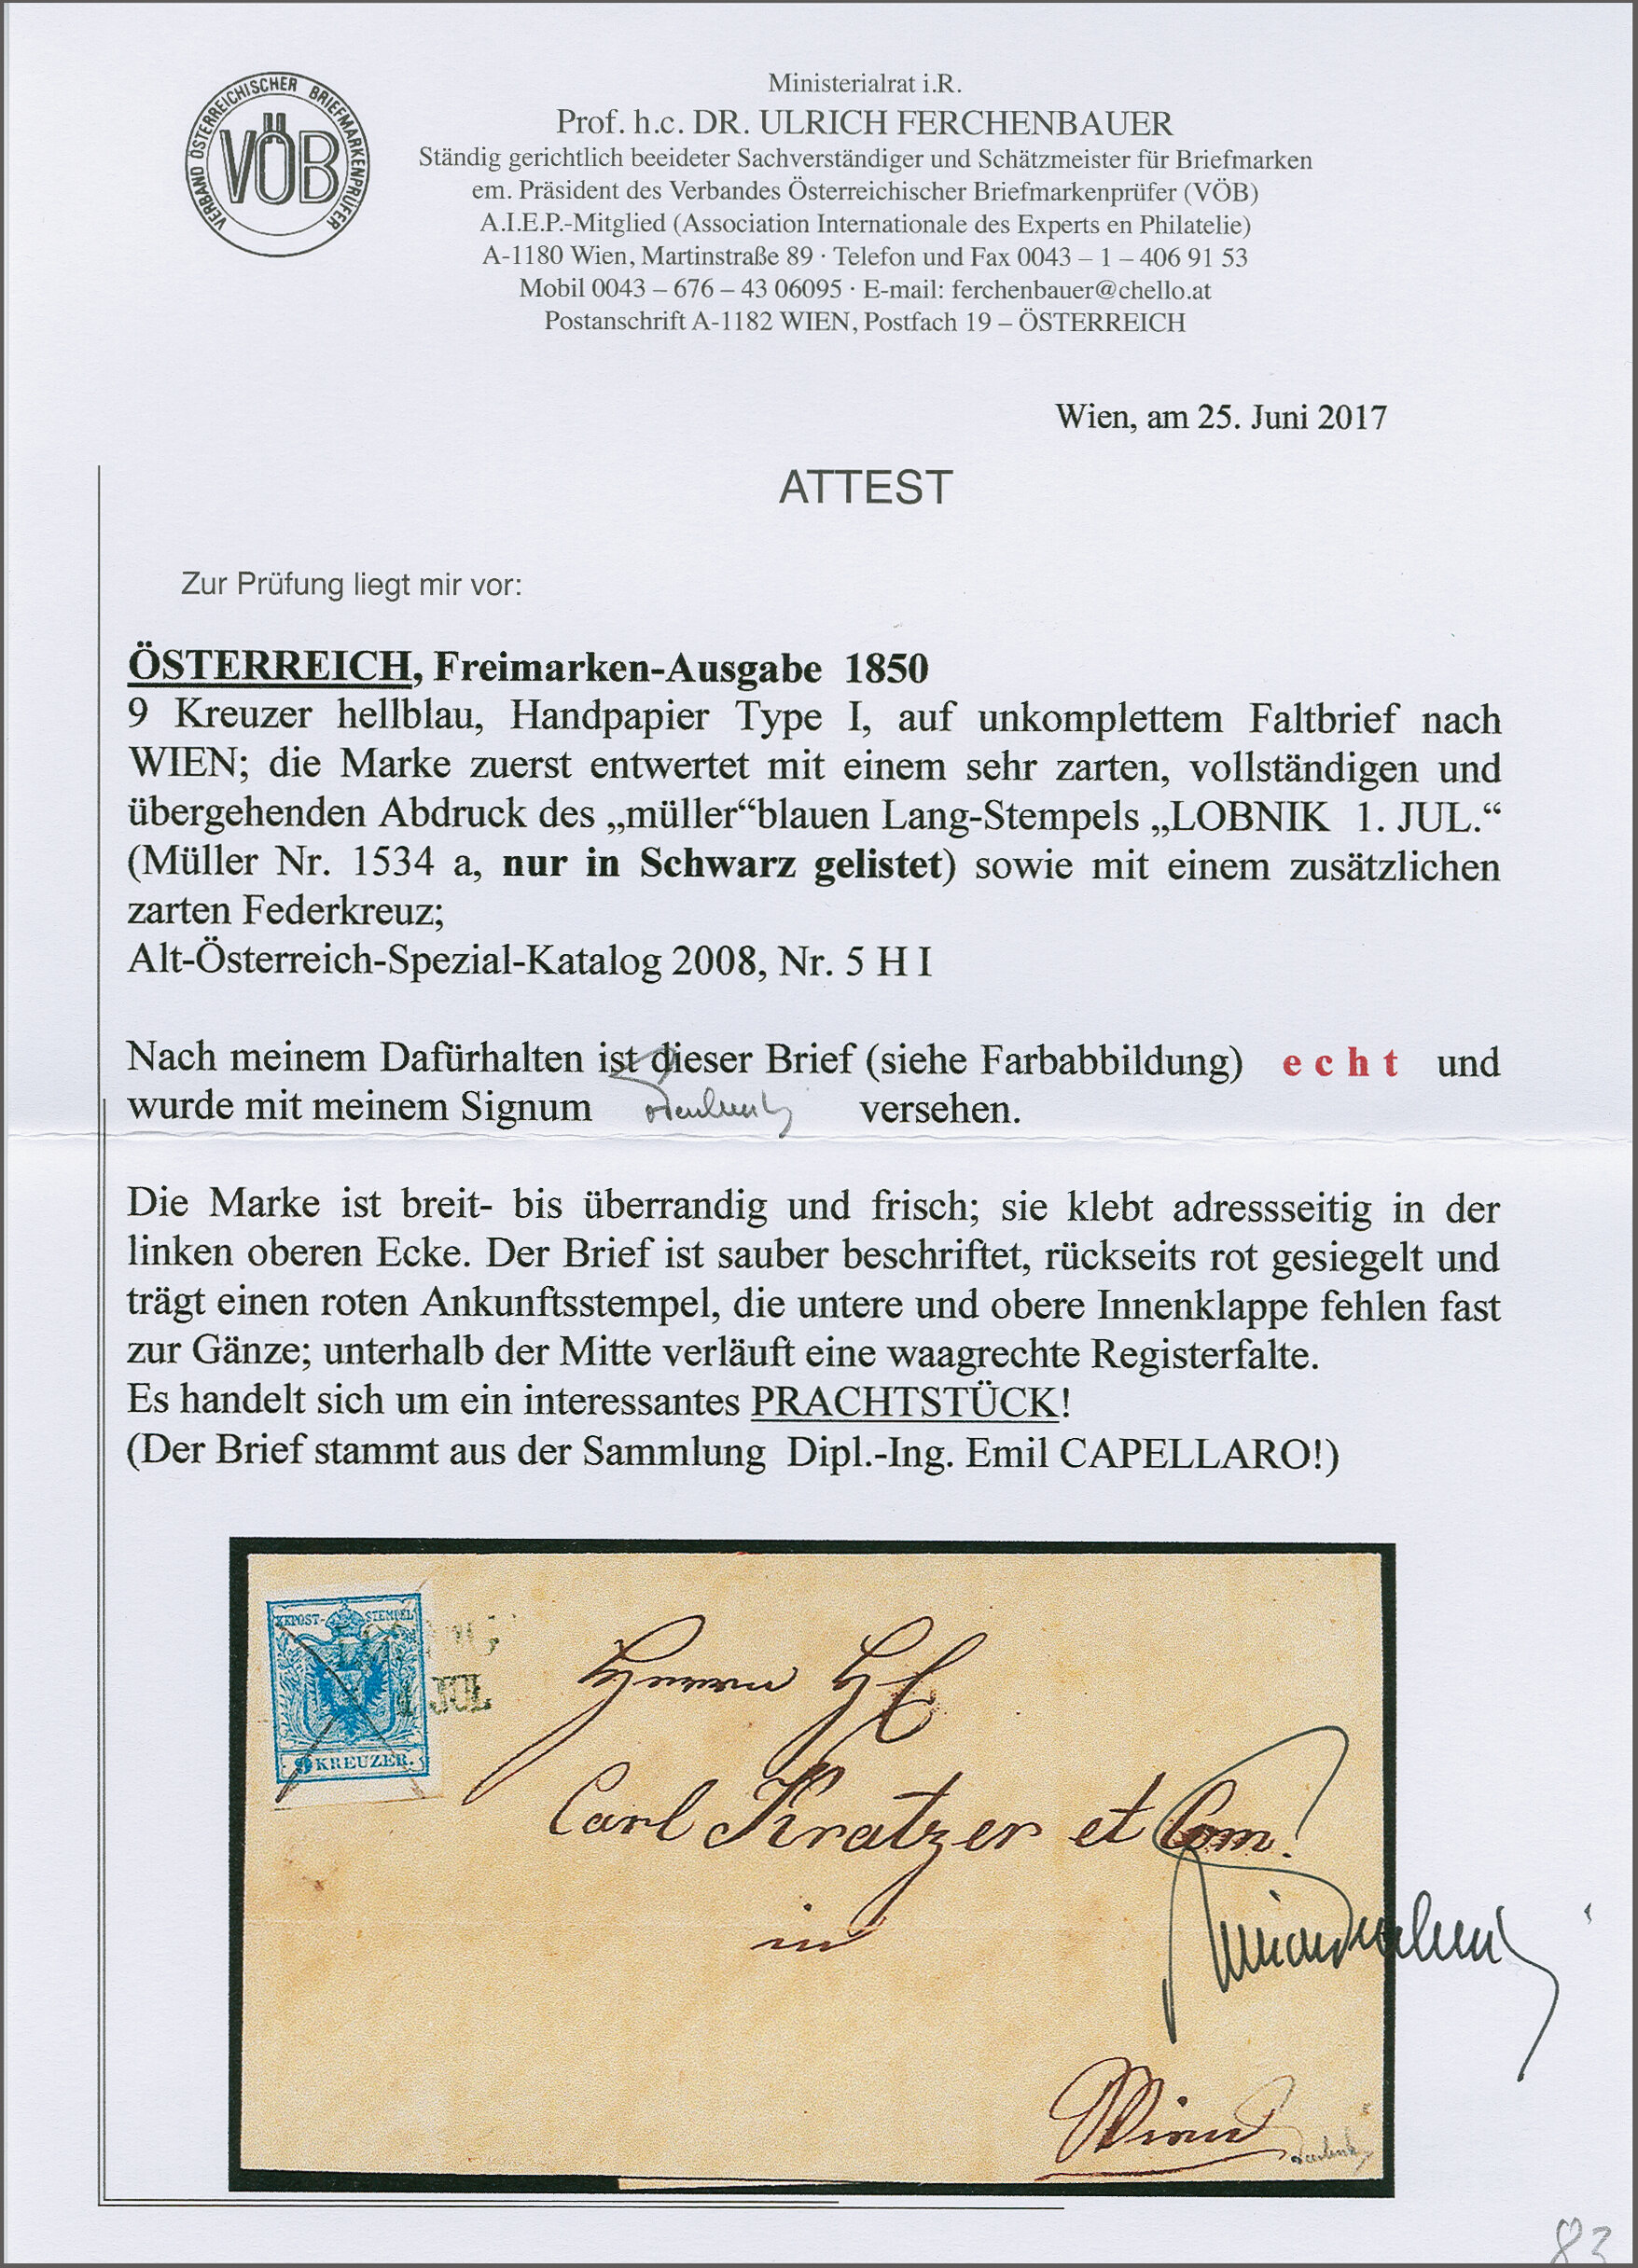 VERBAND ÖSTERREICHISCHER BRIEFMARKENPRÜFER
VÖB
Ministerialrat i.R.
Prof. h.c. DR. ULRICH FERCHENBAUER
Ständig gerichtlich beeideter Sachverständiger und Schätzmeister für Briefmarken
em. Präsident des Verbandes Österreichischer Briefmarkenprüfer (VÖB)
A.I.E.P.-Mitglied (Association Internationale des Experts en Philatelie)
A-1180 Wien, Martinstraße 89 · Telefon und Fax 0043 – 1 – 406 91 53
Mobil 0043 – 676 – 43 06095 · E-mail: ferchenbauer@chello.at
Postanschrift A-1182 WIEN, Postfach 19 – ÖSTERREICH
Wien, am 25. Juni 2017
ATTEST
Zur Prüfung liegt mir vor:
ÖSTERREICH, Freimarken-Ausgabe 1850
9 Kreuzer hellblau, Handpapier Type I, auf unkomplettem Faltbrief nach
WIEN; die Marke zuerst entwertet mit einem sehr zarten, vollständigen und
übergehenden Abdruck des „müller“blauen Lang-Stempels „LOBNIK 1. JUL.“
(Müller Nr. 1534 a, nur in Schwarz gelistet) sowie mit einem zusätzlichen
zarten Federkreuz;
Alt-Österreich-Spezial-Katalog 2008, Nr. 5 H I
Nach meinem Dafürhalten ist dieser Brief (siehe Farbabbildung) e c h t und
wurde mit meinem Signum versehen.
Die Marke ist breit- bis überrandig und frisch; sie klebt adressseitig in der
linken oberen Ecke. Der Brief ist sauber beschriftet, rückseits rot gesiegelt und
trägt einen roten Ankunftsstempel, die untere und obere Innenklappe fehlen fast
zur Gänze; unterhalb der Mitte verläuft eine waagrechte Registerfalte.
Es handelt sich um ein interessantes PRACHTSTÜCK!
(Der Brief stammt aus der Sammlung Dipl.-Ing. Emil CAPELLARO!)
KKPOST-STEMPEL
9 KREUZER.
1 JUL
Herrn
Carl Kratzer et Com!
in
Wien
83